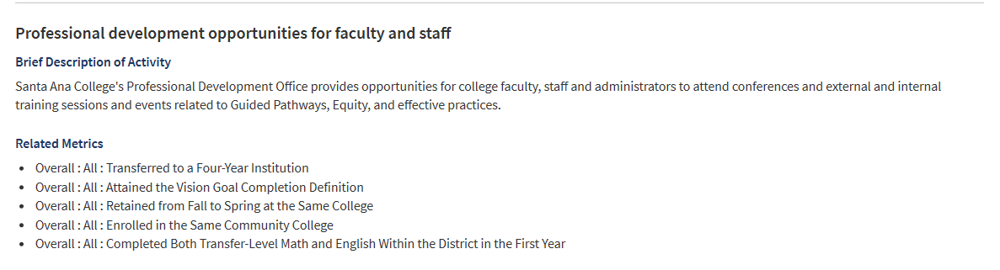 Professional development opportunities for faculty and staff
Brief Description of Activity
Santa Ana College's Professional Development Office provides opportunities for college faculty, staff and administrators to attend conferences and external and internal
training sessions and events related to Guided Pathways, Equity, and effective practices.
Related Metrics
• Overall : All : Transferred to a Four-Year Institution
• Overall : All : Attained the Vision Goal Completion Definition
• Overall : All : Retained from Fall to Spring at the Same College
• Overall : All : Enrolled in the Same Community College
• Overall : All : Completed Both Transfer-Level Math and English Within the District in the First Year